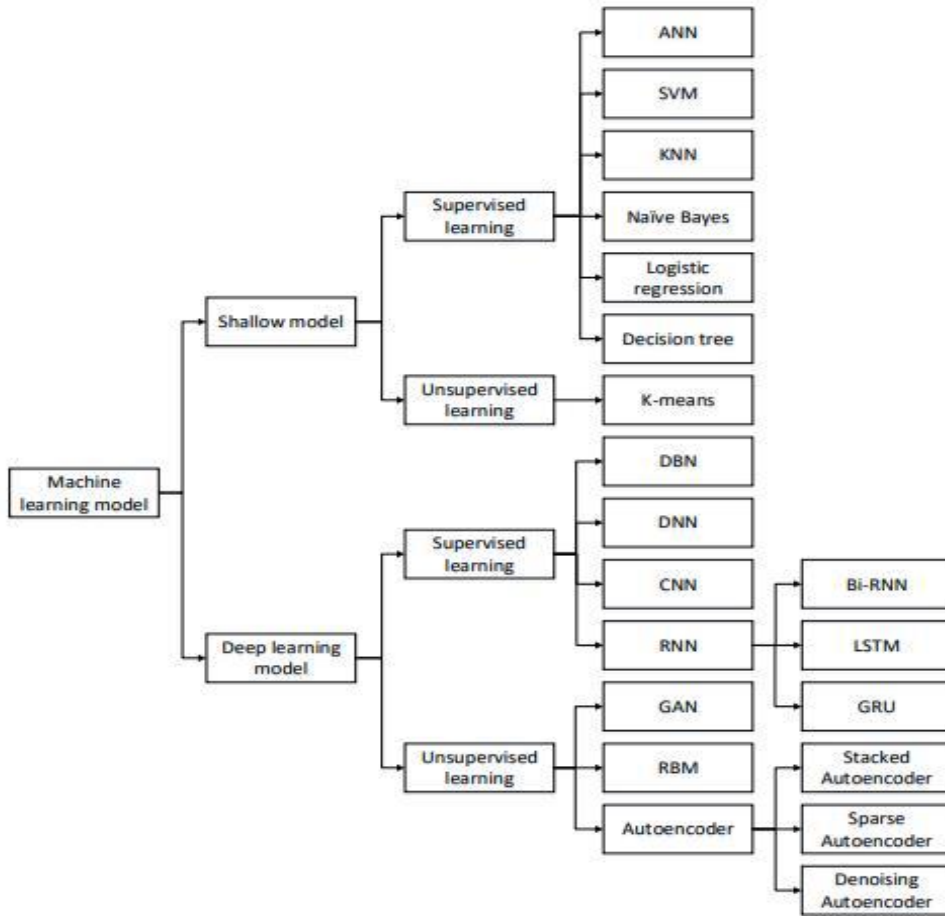 ANN
SVM
KNN
Supervised
learning
Naïve Bayes
Logistic
regression
Shallow model
Decision tree
Unsupervised
learning
K-means
Machine
learning model
DBN
DNN
Supervised
learning
CNN
Bi-RNN
Deep learning
model
RNN
LSTM
GAN
GRU
Unsupervised
learning
RBM
Stacked
Autoencoder
Autoencoder
Sparse
Autoencoder
Denoising
Autoencoder